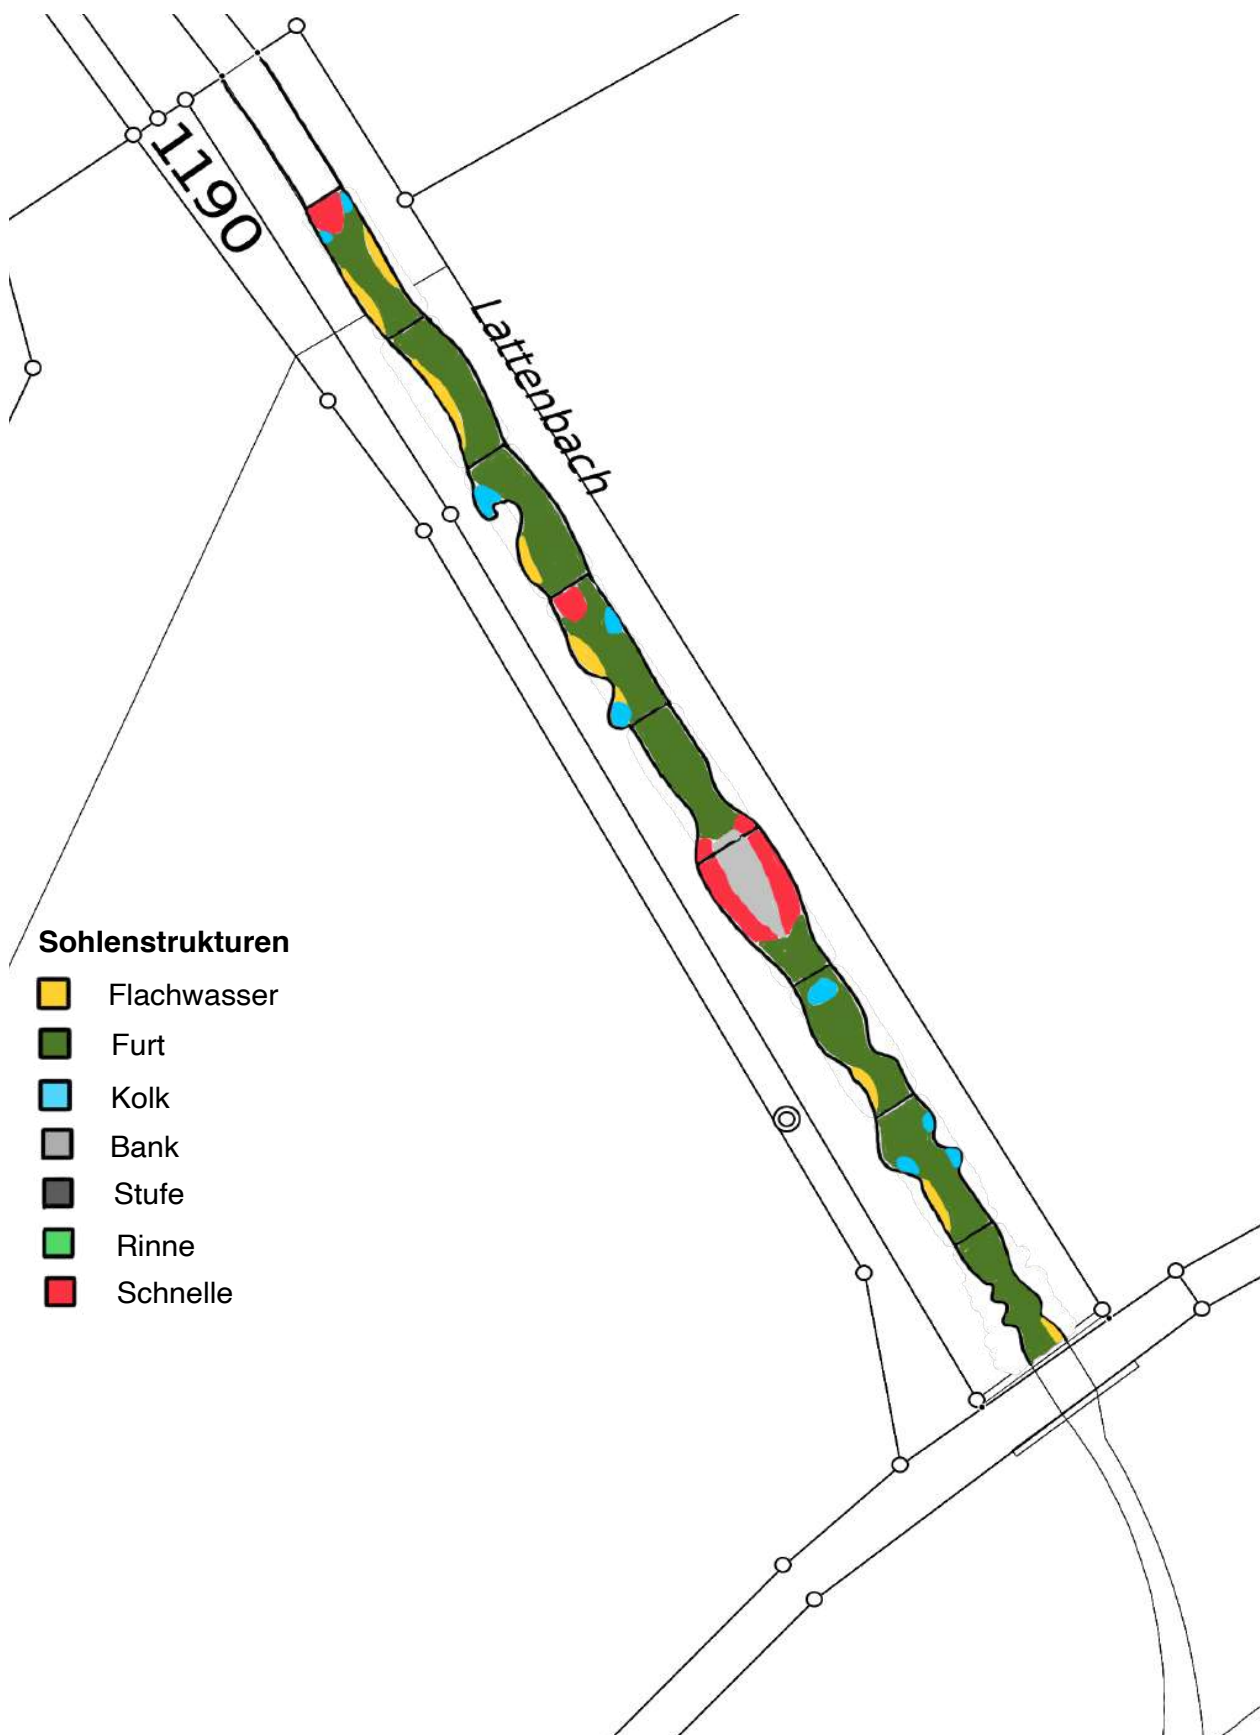 1190
Lattenbach
Sohlenstrukturen
Flachwasser
Furt
Kolk
Bank
Stufe
Rinne
Schnelle